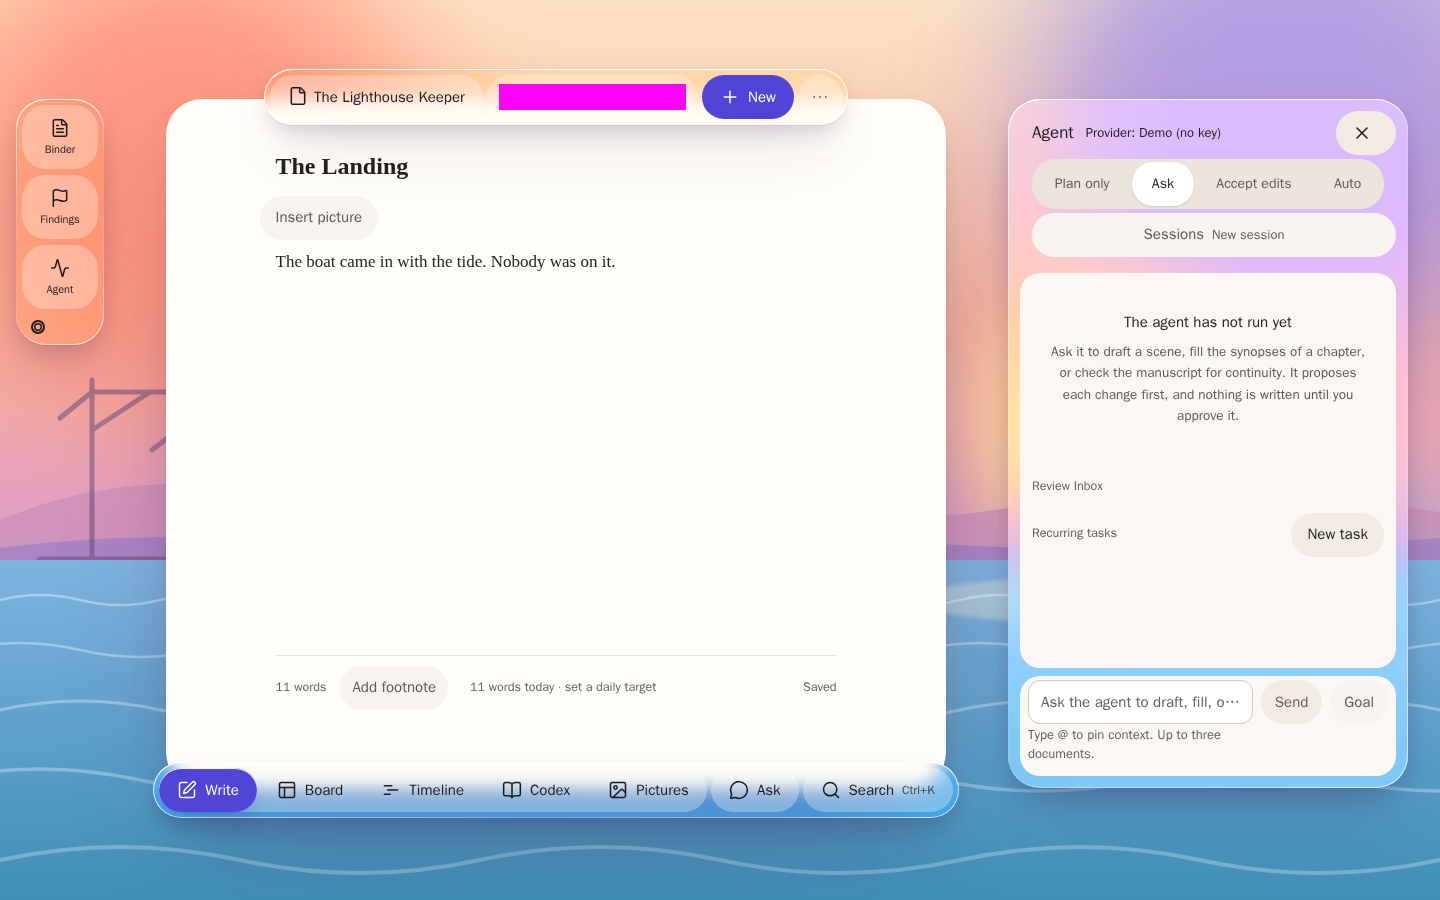 The Lighthouse Keeper
New
Binder
Findings
Agent
The Landing
Insert picture
The boat came in with the tide. Nobody was on it.
11 words
Add footnote
11 words today · set a daily target
Saved
Write
Board
Timeline
Codex
Pictures
Ask
Search Ctrl+K
Agent Provider: Demo (no key)
Plan only
Ask
Accept edits
Auto
Sessions New session
The agent has not run yet
Ask it to draft a scene, fill the synopses of a chapter,
or check the manuscript for continuity. It proposes
each change first, and nothing is written until you
approve it.
Review Inbox
Recurring tasks
New task
Ask the agent to draft, fill, o···
Send
Goal
Type @ to pin context. Up to three
documents.